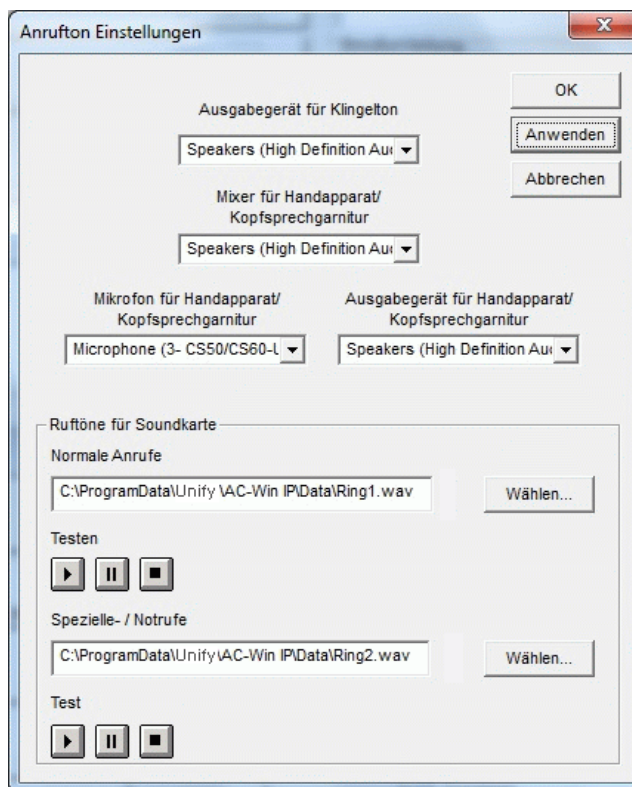 Anrufton Einstellungen
OK
Ausgabegerät für Klingelton
Anwenden
Speakers (High Definition Au
Abbrechen
Mixer für Handapparat/
Kopfsprechgarnitur
Speakers (High Definition Au
Mikrofon für Handapparat/
Kopfsprechgarnitur
Ausgabegerät für Handapparat/
Kopfsprechgarnitur
Microphone (3- CS50/CS60-U
Speakers (High Definition Au
Ruftöne für Soundkarte
Normale Anrufe
C:\ProgramData\Unify \AC-Win IP\Data\Ring1.wav
Wählen...
Testen
Spezielle- / Notrufe
C:\ProgramData\Unify\AC-Win IP\Data\Ring2.wav
Wählen...
Test